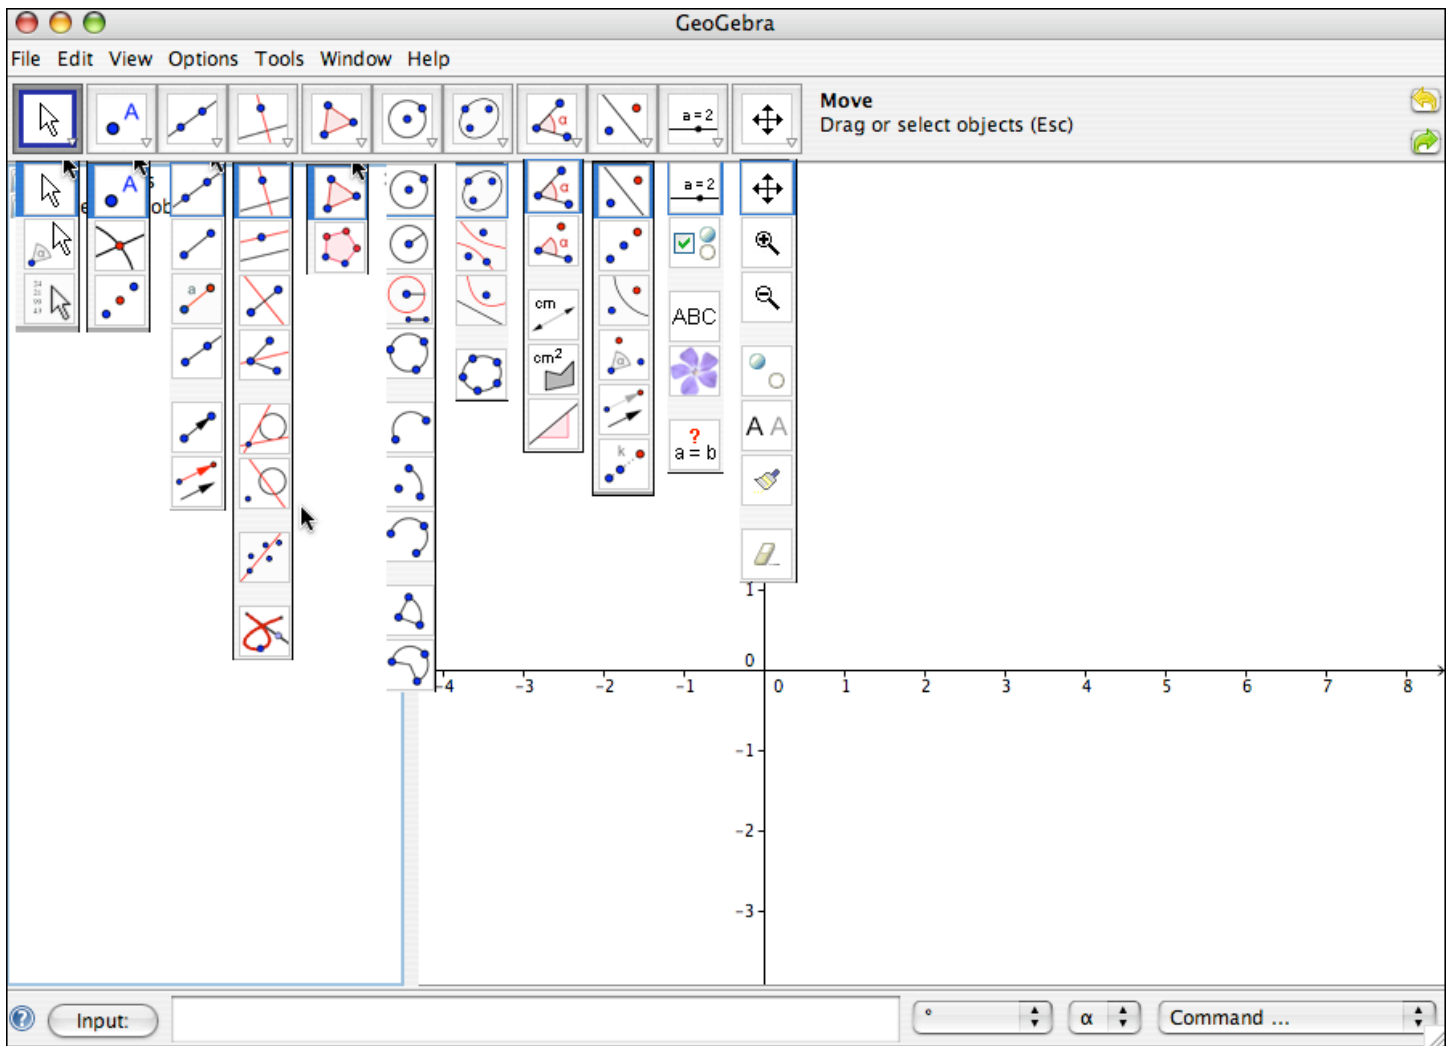 GeoGebra
File Edit View Options Tools Window Help
A
α
a = 2
Move
Drag or select objects (Esc)
A
s
e
ob
α
a = 2
α
α
a
cm
ABC
cm²
α
A A
k
?
a = b
1
0
-4 -3 -2 -1 0 1 2 3 4 5 6 7 8
-1
-2
-3
?
Input:
°
α
Command ...